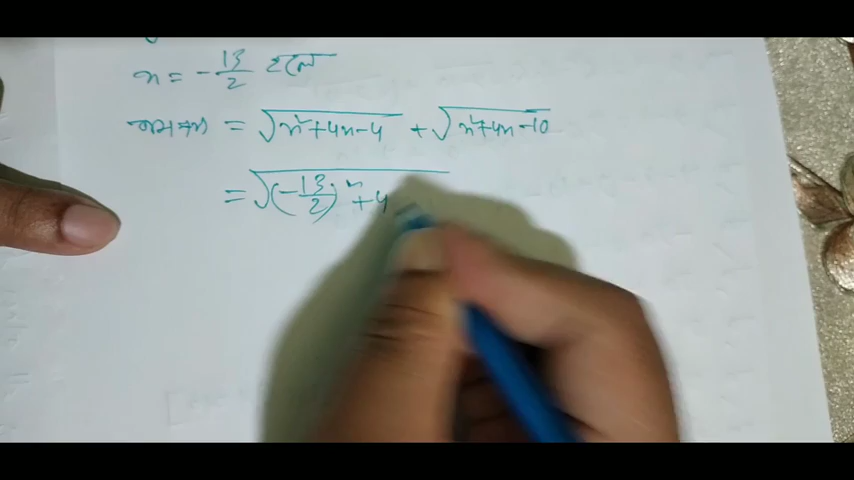 x = -13/2 হলে
বামপক্ষ = √(x²+4x-4) + √(x²+4x-10)
= √((-13/2)²+4